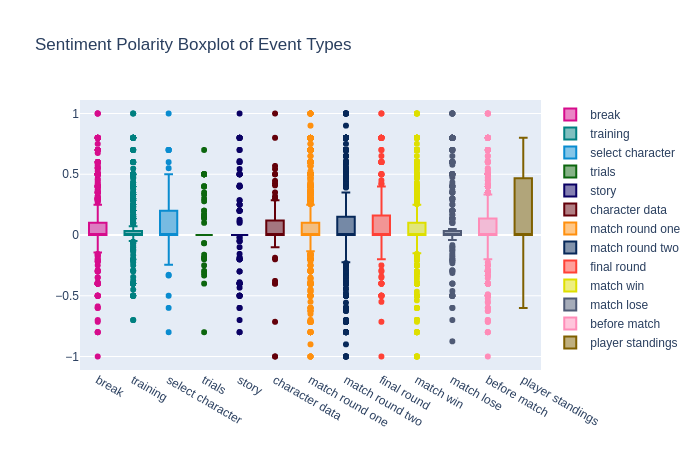 Sentiment Polarity Boxplot of Event Types
1
0.5
0
−0.5
−1
break
training
select character
trials
story
character data
match round one
match round two
final round
match win
match lose
before match
player standings
break
training
select character
trials
story
character data
match round one
match round two
final round
match win
match lose
before match
player standings